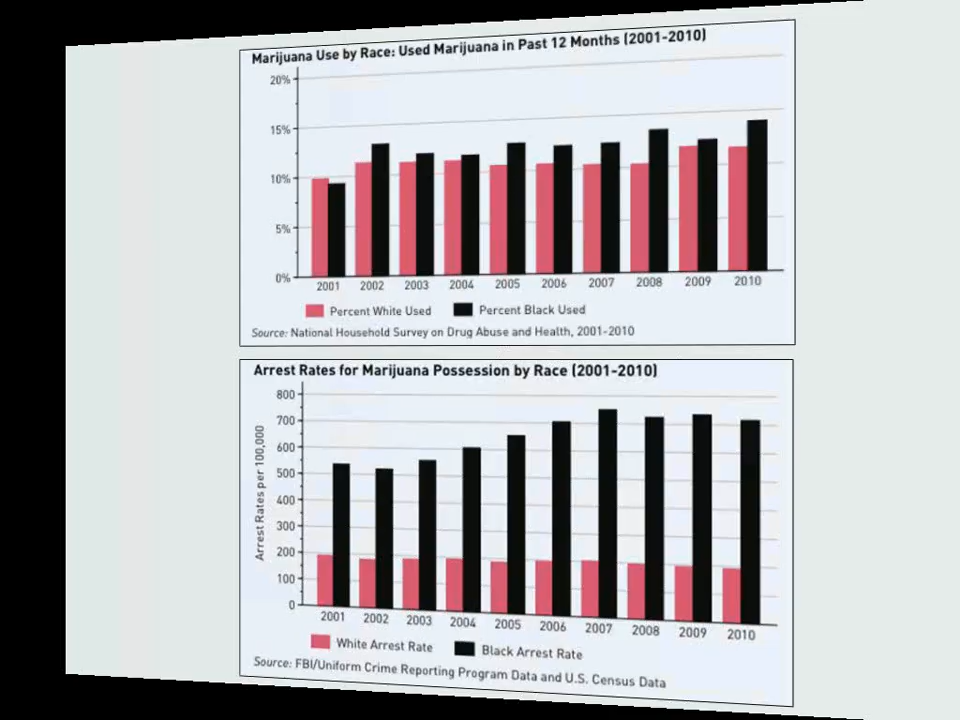 Marijuana Use by Race: Used Marijuana in Past 12 Months (2001-2010)
20%
15%
10%
5%
0%
2001 2002 2003 2004 2005 2006 2007 2008 2009 2010
Percent White Used Percent Black Used
Source: National Household Survey on Drug Abuse and Health, 2001-2010
Arrest Rates for Marijuana Possession by Race (2001-2010)
Arrest Rates per 100,000
800
700
600
500
400
300
200
100
0
2001 2002 2003 2004 2005 2006 2007 2008 2009 2010
White Arrest Rate Black Arrest Rate
Source: FBI/Uniform Crime Reporting Program Data and U.S. Census Data